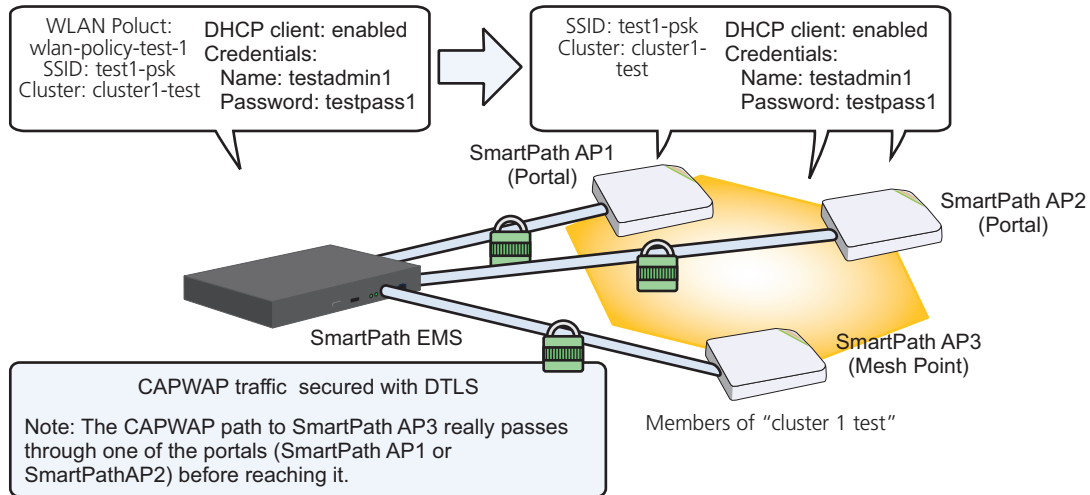 WLAN Poluct:
wlan-policy-test-1
SSID: test1-psk
Cluster: cluster1-test
DHCP client: enabled
Credentials:
Name: testadmin1
Password: testpass1
SSID: test1-psk
Cluster: cluster1-
test
DHCP client: enabled
Credentials:
Name: testadmin1
Password: testpass1
SmartPath AP1
(Portal)
SmartPath AP2
(Portal)
SmartPath EMS
SmartPath AP3
(Mesh Point)
CAPWAP traffic secured with DTLS
Note: The CAPWAP path to SmartPath AP3 really passes
through one of the portals (SmartPath AP1 or
SmartPathAP2) before reaching it.
Members of “cluster 1 test”